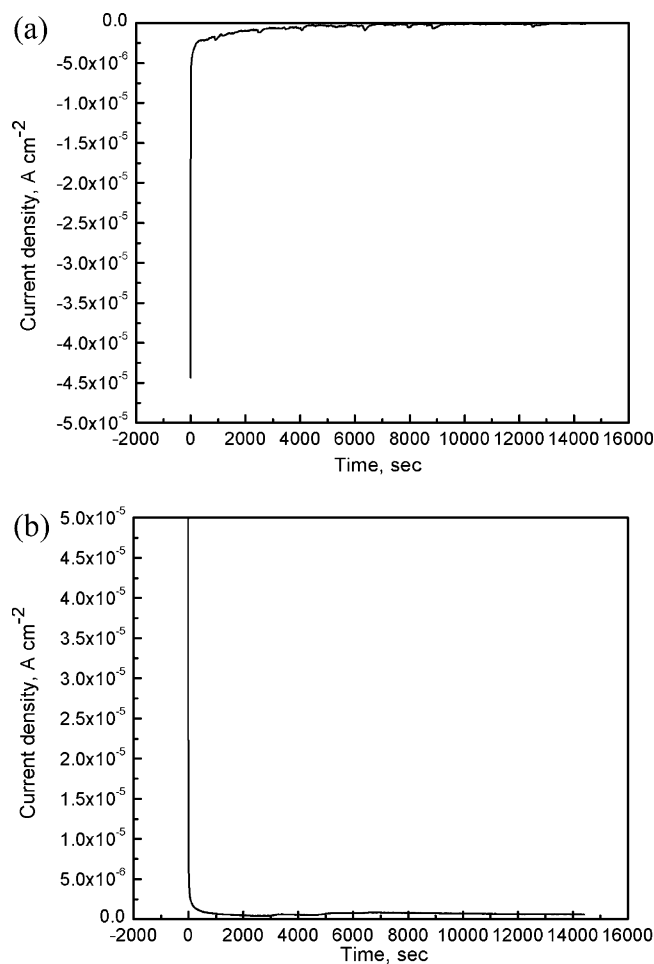 (a)
0.0
-5.0x10⁻⁶
-1.0x10⁻⁵
-1.5x10⁻⁵
-2.0x10⁻⁵
-2.5x10⁻⁵
-3.0x10⁻⁵
-3.5x10⁻⁵
-4.0x10⁻⁵
-4.5x10⁻⁵
-5.0x10⁻⁵
Current density, A cm⁻²
-2000 0 2000 4000 6000 8000 10000 12000 14000 16000
Time, sec
(b)
5.0x10⁻⁵
4.5x10⁻⁵
4.0x10⁻⁵
3.5x10⁻⁵
3.0x10⁻⁵
2.5x10⁻⁵
2.0x10⁻⁵
1.5x10⁻⁵
1.0x10⁻⁵
5.0x10⁻⁶
0.0
Current density, A cm⁻²
-2000 0 2000 4000 6000 8000 10000 12000 14000 16000
Time, sec